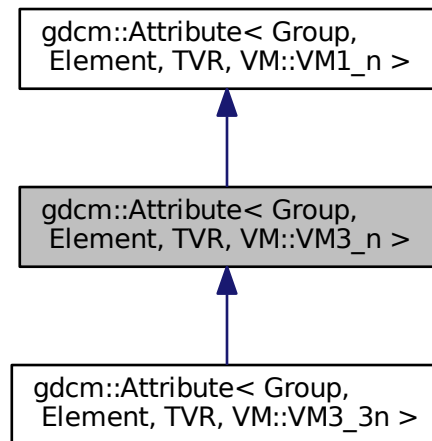 gdcm::Attribute< Group,
Element, TVR, VM::VM1_n >
gdcm::Attribute< Group,
Element, TVR, VM::VM3_n >
gdcm::Attribute< Group,
Element, TVR, VM::VM3_3n >